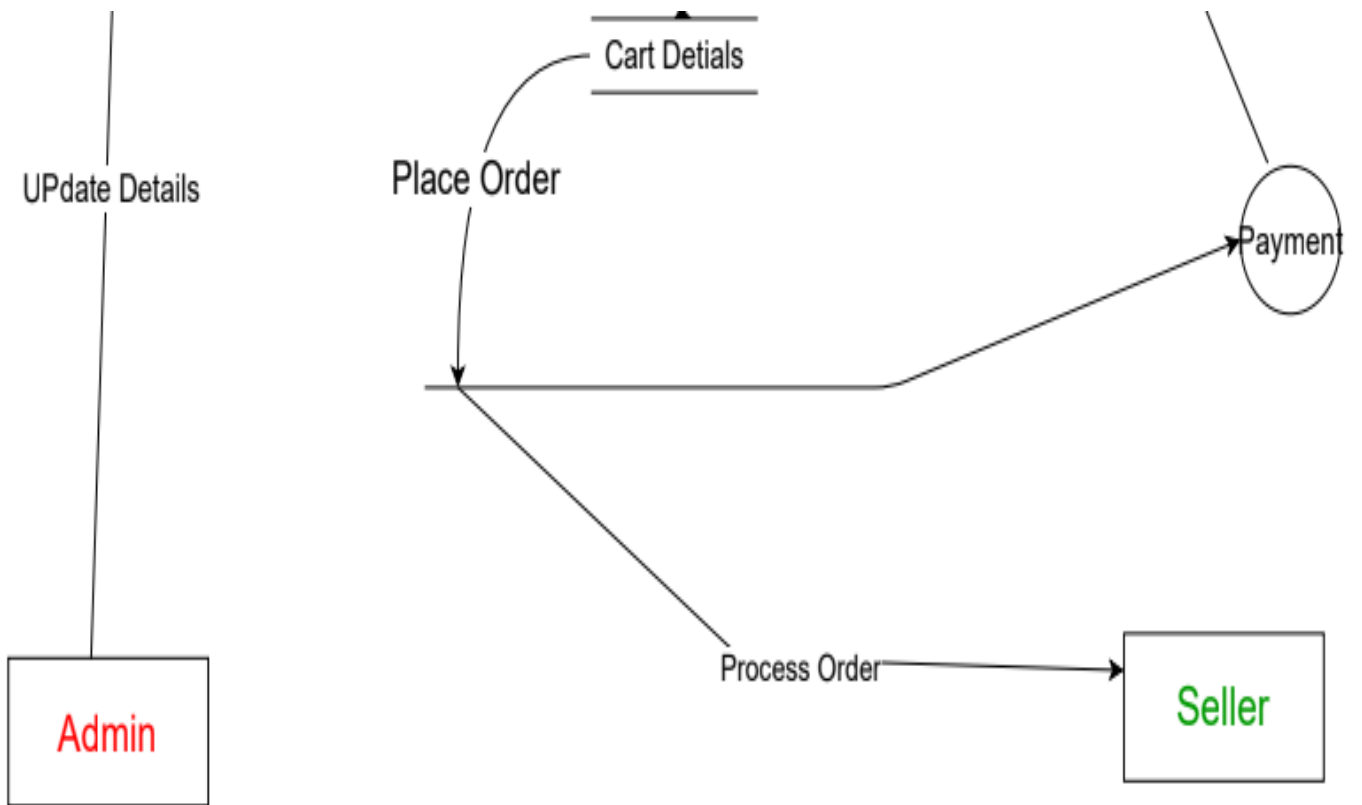 Cart Detials
Place Order
UPdate Details
Payment
Process Order
Seller
Admin